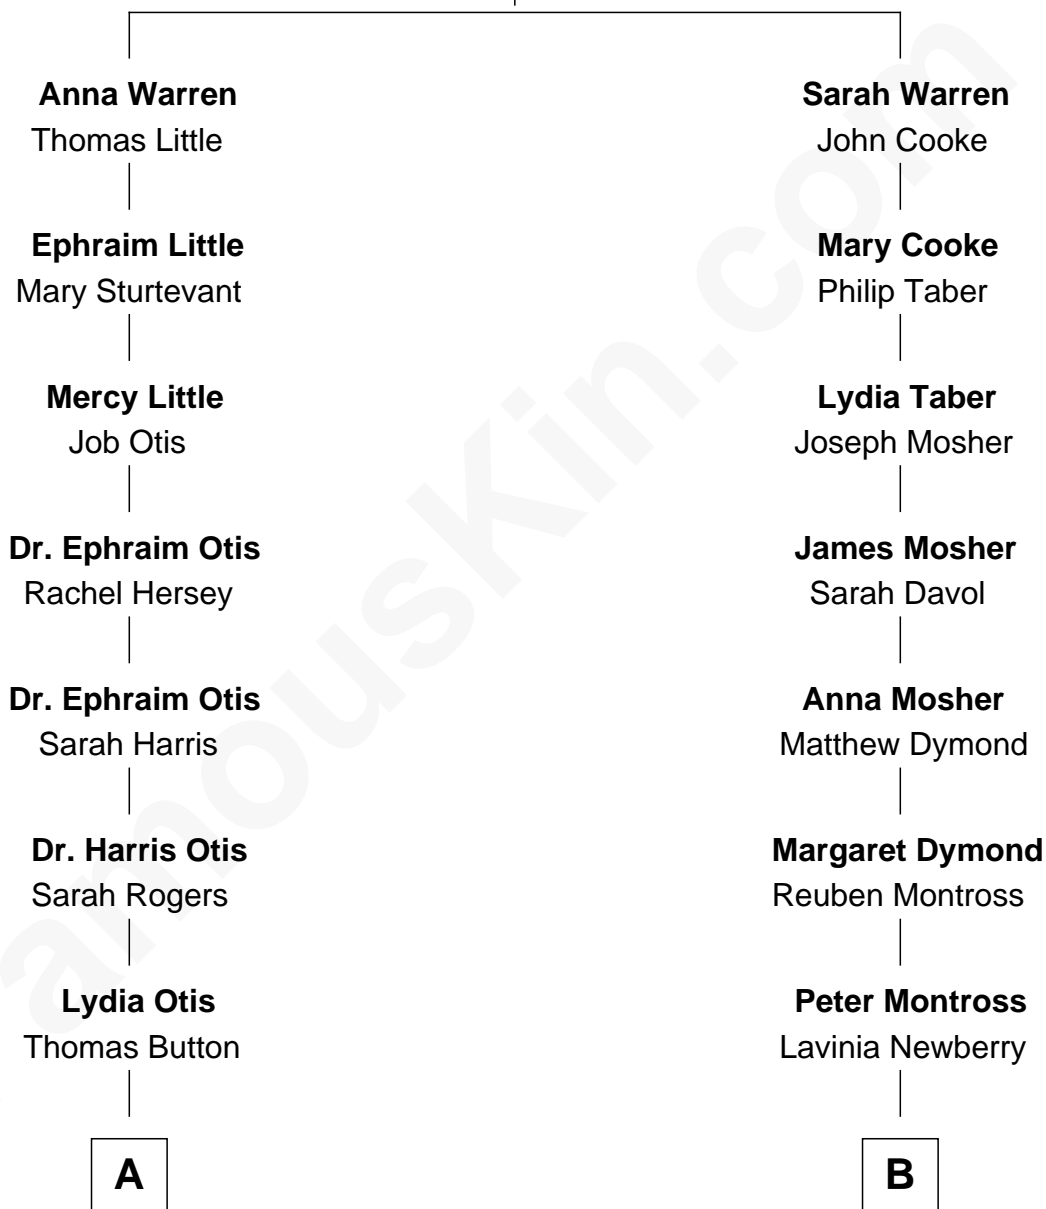 Anna Warren
Thomas Little
Sarah Warren
John Cooke
Ephraim Little
Mary Sturtevant
Mary Cooke
Philip Taber
Mercy Little
Job Otis
Lydia Taber
Joseph Mosher
Dr. Ephraim Otis
Rachel Hersey
James Mosher
Sarah Davol
Dr. Ephraim Otis
Sarah Harris
Anna Mosher
Matthew Dymond
Dr. Harris Otis
Sarah Rogers
Margaret Dymond
Reuben Montross
Lydia Otis
Thomas Button
Peter Montross
Lavinia Newberry
A
B
amouskin.com